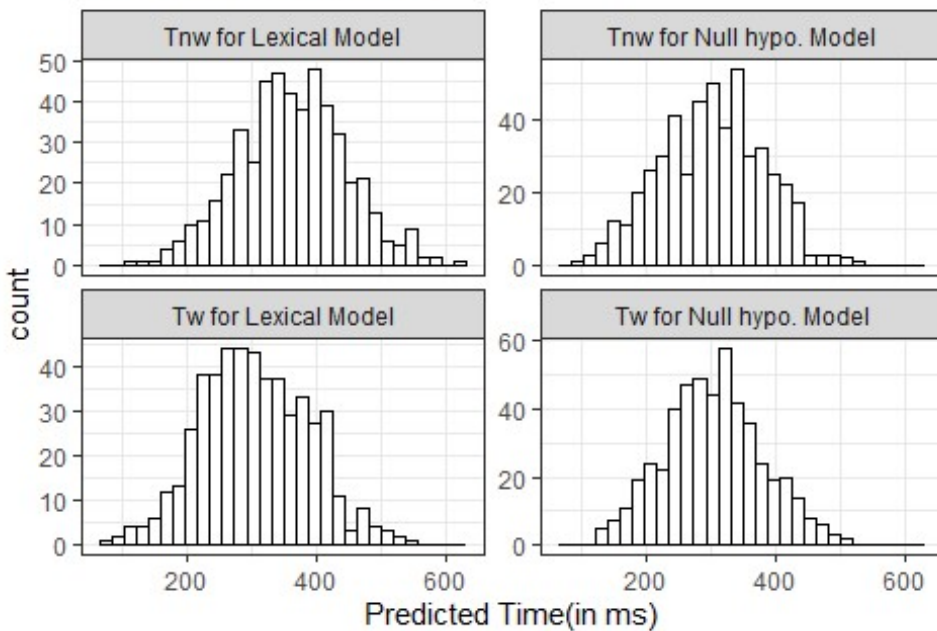 Tnw for Lexical Model
Tnw for Null hypo. Model
50
40
30
20
10
0
40
20
0
count
Tw for Lexical Model
Tw for Null hypo. Model
40
30
20
10
0
60
40
20
0
200 400 600
200 400 600
Predicted Time(in ms)